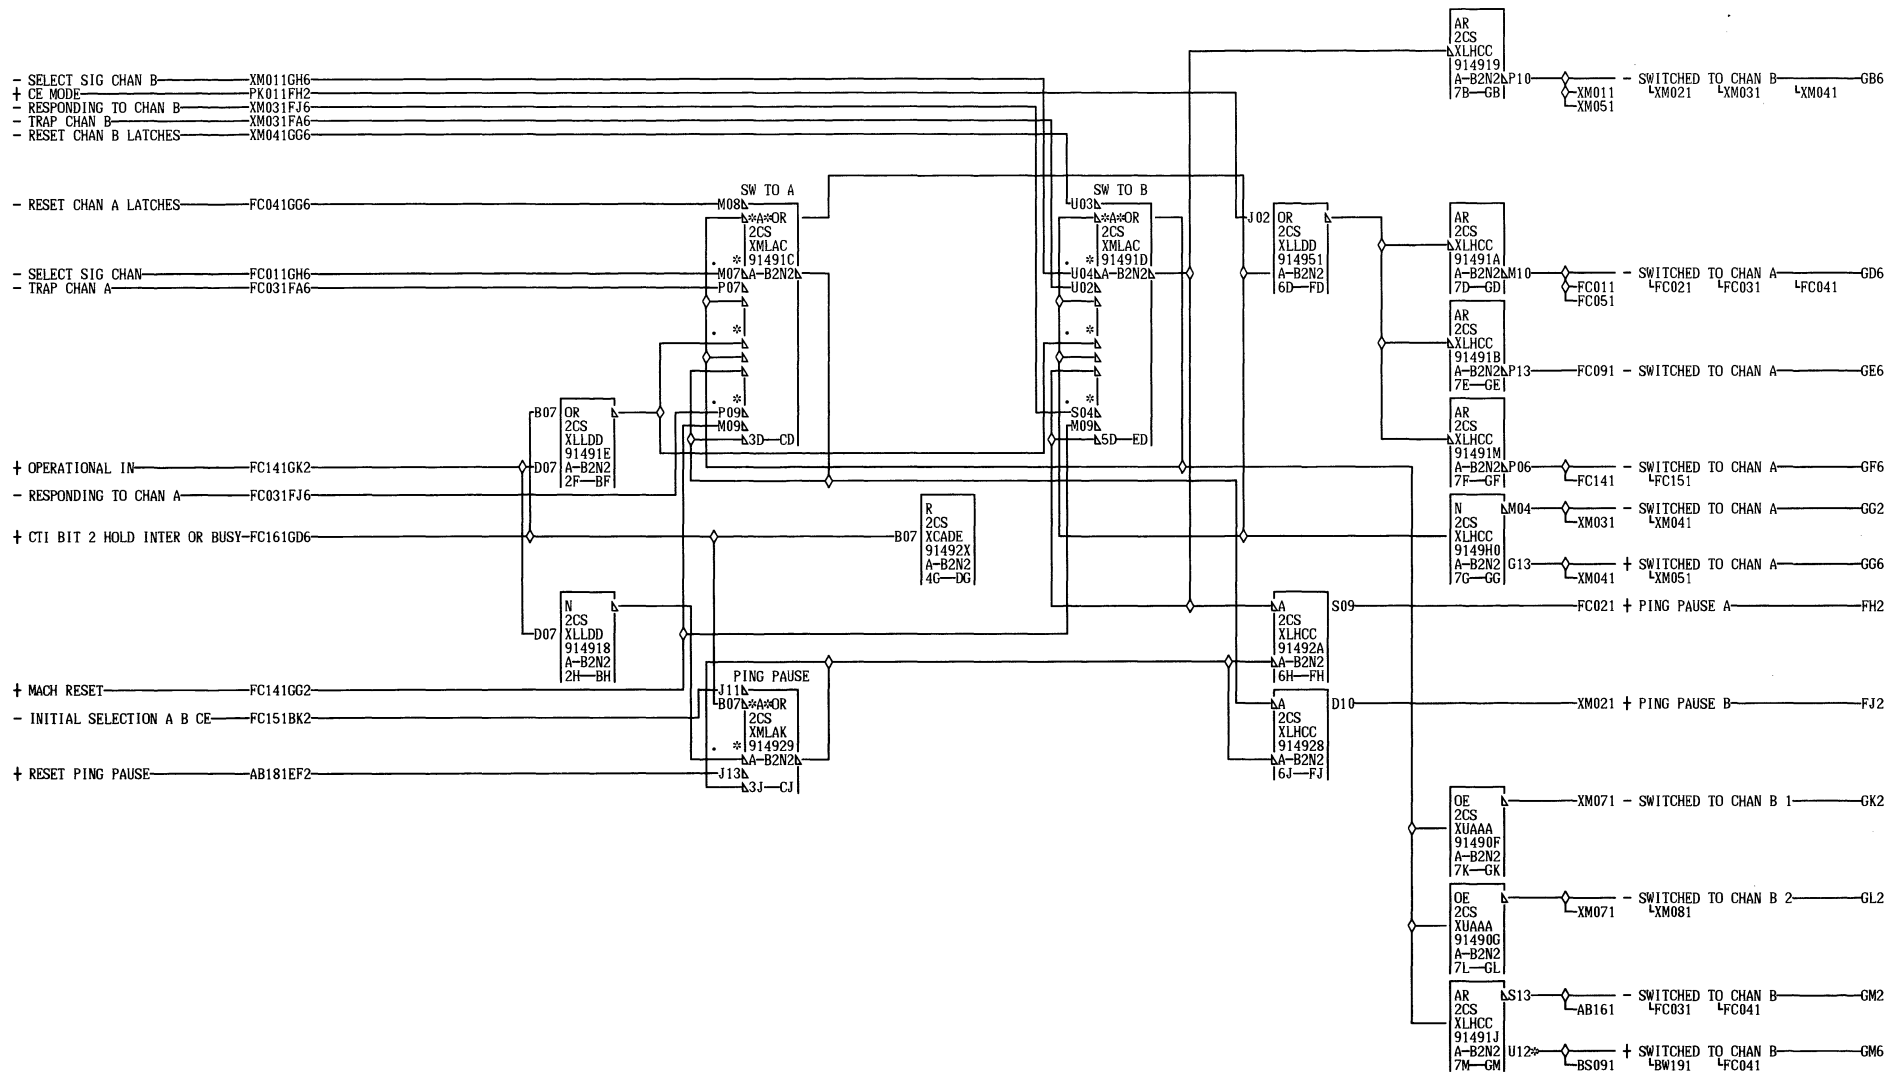 − SELECT SIG CHAN B XM011GH6
+ CE MODE PK011FH2
− RESPONDING TO CHAN B XM031FJ6
− TRAP CHAN B XM031FA6
− RESET CHAN B LATCHES XM041GG6
− RESET CHAN A LATCHES FC041GG6
− SELECT SIG CHAN FC011GH6
− TRAP CHAN A FC031FA6
+ OPERATIONAL IN FC141GK2
− RESPONDING TO CHAN A FC031FJ6
+ CTI BIT 2 HOLD INTER OR BUSY FC161GD6
+ MACH RESET FC141GG2
− INITIAL SELECTION A B CE FC151BK2
+ RESET PING PAUSE AB181EF2
B07 OR
2CS
XLLDD
91491E
D07 A-B2N2
2F BF
N
2CS
D07 XLLDD
914918
A-B2N2
2H BH
SW TO A
M08
*A*OR
2CS
XMLAC
91491C
. *
M07 A-B2N2
P07
. *
. *
P09
M09
3D CD
PING PAUSE
J11
B07 *A*OR
2CS
XMLAK
. * 914929
A-B2N2
J13
3J CJ
R
2CS
B07 XCADE
91492X
A-B2N2
4G DG
SW TO B
U03
*A*OR
2CS
XMLAC
. * 91491D
U04 A-B2N2
U02
. *
. *
S04
M09
5D ED
J02 OR
2CS
XLLDD
914951
A-B2N2
6D FD
A S09
2CS
XLHCC
91492A
A-B2N2
6H FH
A D10
2CS
XLHCC
914928
A-B2N2
6J FJ
AR
2CS
XLHCC
914919
A-B2N2 P10 − SWITCHED TO CHAN B GB6
7B GB XM011 XM021 XM031 XM041
XM051
AR
2CS
XLHCC
91491A
A-B2N2 M10 − SWITCHED TO CHAN A GD6
7D GD FC011 FC021 FC031 FC041
FC051
AR
2CS
XLHCC
91491B
A-B2N2 P13 FC091 − SWITCHED TO CHAN A GE6
7E GE
AR
2CS
XLHCC
91491M
A-B2N2 P06 − SWITCHED TO CHAN A GF6
7F GF FC141 FC151
N M04 − SWITCHED TO CHAN A GG2
2CS XM031 XM041
XLHCC
9149H0
A-B2N2 G13 + SWITCHED TO CHAN A GG6
7G GG XM041 XM051
FC021 + PING PAUSE A FH2
XM021 + PING PAUSE B FJ2
OE XM071 − SWITCHED TO CHAN B 1 GK2
2CS
XUAAA
91490F
A-B2N2
7K GK
OE − SWITCHED TO CHAN B 2 GL2
2CS XM071 XM081
XUAAA
91490G
A-B2N2
7L GL
AR S13 − SWITCHED TO CHAN B GM2
2CS AB161 FC031 FC041
XLHCC
91491J
A-B2N2 U12* + SWITCHED TO CHAN B GM6
7M GM BS091 BW191 FC041